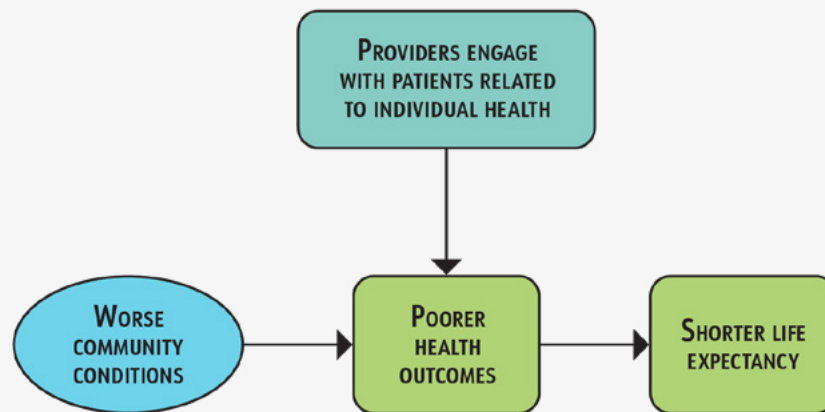 PROVIDERS ENGAGE
WITH PATIENTS RELATED
TO INDIVIDUAL HEALTH
WORSE
COMMUNITY
CONDITIONS
POORER
HEALTH
OUTCOMES
SHORTER LIFE
EXPECTANCY